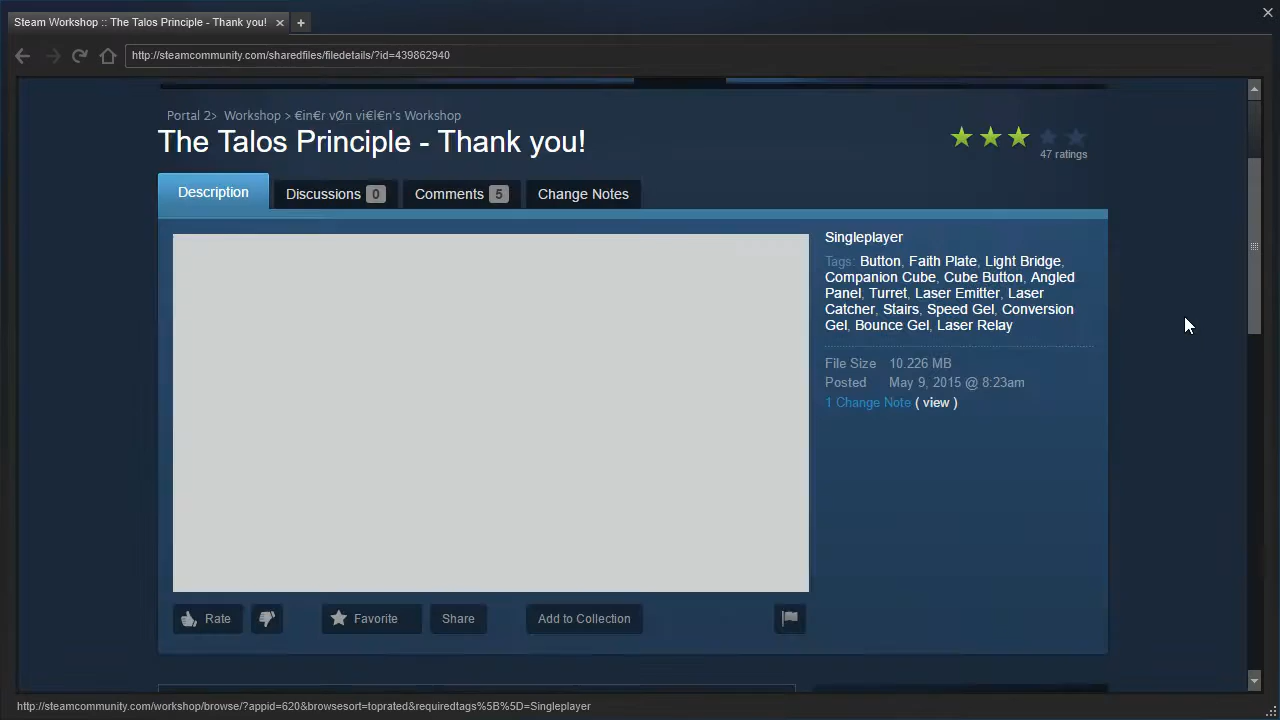 Steam Workshop :: The Talos Principle - Thank you!
http://steamcommunity.com/sharedfiles/filedetails/?id=439862940
Portal 2> Workshop > €in€r vØn vi€l€n's Workshop
The Talos Principle - Thank you!
47 ratings
Description
Discussions 0
Comments 5
Change Notes
Singleplayer
Tags: Button, Faith Plate, Light Bridge,
Companion Cube, Cube Button, Angled
Panel, Turret, Laser Emitter, Laser
Catcher, Stairs, Speed Gel, Conversion
Gel, Bounce Gel, Laser Relay
File Size 10.226 MB
Posted May 9, 2015 @ 8:23am
1 Change Note ( view )
Rate
Favorite
Share
Add to Collection
http://steamcommunity.com/workshop/browse/?appid=620&browsesort=toprated&requiredtags%5B%5D=Singleplayer